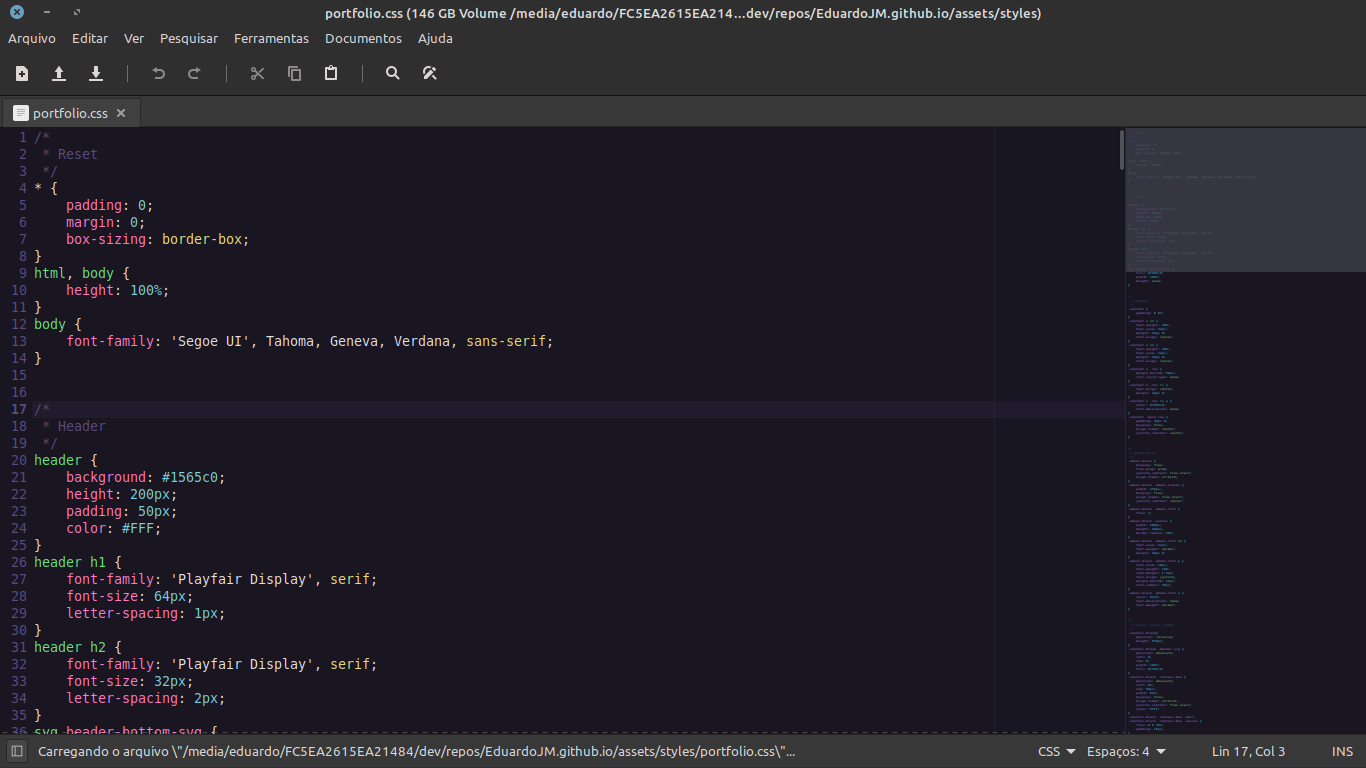 portfolio.css (146 GB Volume /media/eduardo/FC5EA2615EA214...dev/repos/EduardoJM.github.io/assets/styles)
Arquivo Editar Ver Pesquisar Ferramentas Documentos Ajuda
portfolio.css
1 /*
2  * Reset
3  */
4 * {
5     padding: 0;
6     margin: 0;
7     box-sizing: border-box;
8 }
9 html, body {
10     height: 100%;
11 }
12 body {
13     font-family: 'Segoe UI', Tahoma, Geneva, Verdana, sans-serif;
14 }
15
16
17 /*
18  * Header
19  */
20 header {
21     background: #1565c0;
22     height: 200px;
23     padding: 50px;
24     color: #FFF;
25 }
26 header h1 {
27     font-family: 'Playfair Display', serif;
28     font-size: 64px;
29     letter-spacing: 1px;
30 }
31 header h2 {
32     font-family: 'Playfair Display', serif;
33     font-size: 32px;
34     letter-spacing: 2px;
35 }
36 svg header-bottom-svg {
Carregando o arquivo \"/media/eduardo/FC5EA2615EA21484/dev/repos/EduardoJM.github.io/assets/styles/portfolio.css\"... CSS Espaços: 4 Lin 17, Col 3 INS